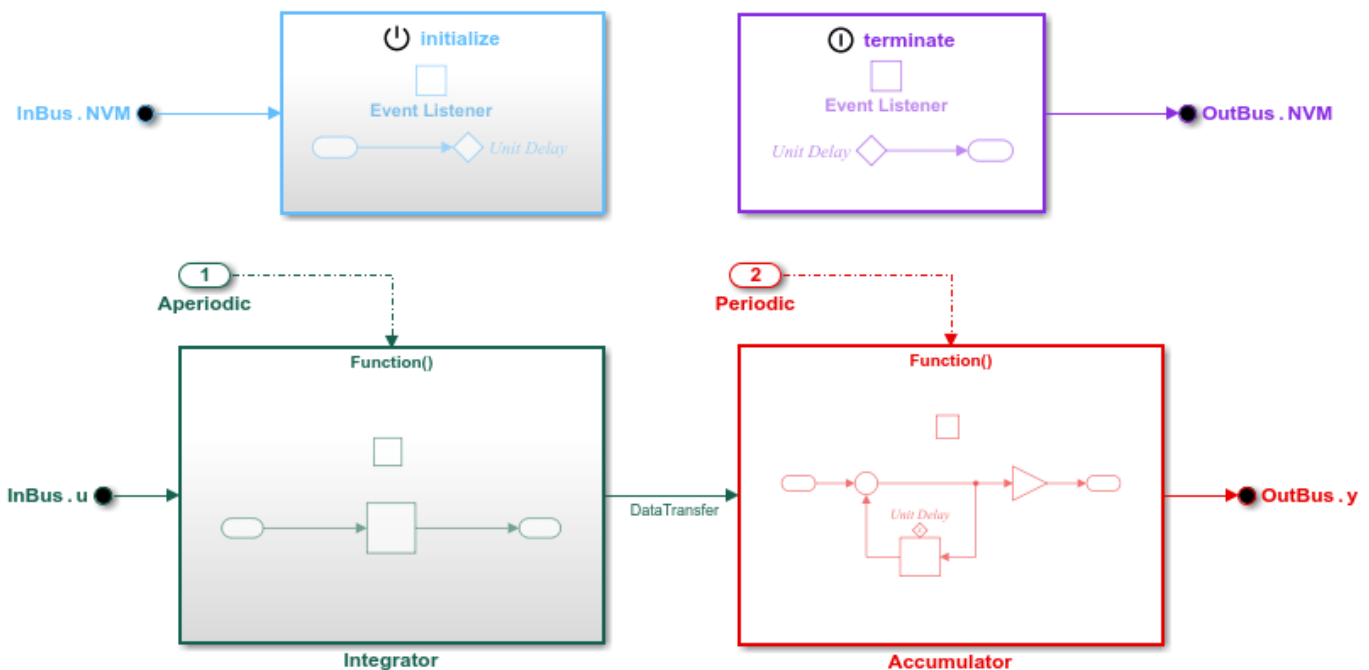 initialize
Event Listener
InBus.NVM
Unit Delay
terminate
Event Listener
Unit Delay
OutBus.NVM
1
Aperiodic
2
Periodic
Function()
InBus.u
Integrator
DataTransfer
Function()
Unit Delay
OutBus.y
Accumulator